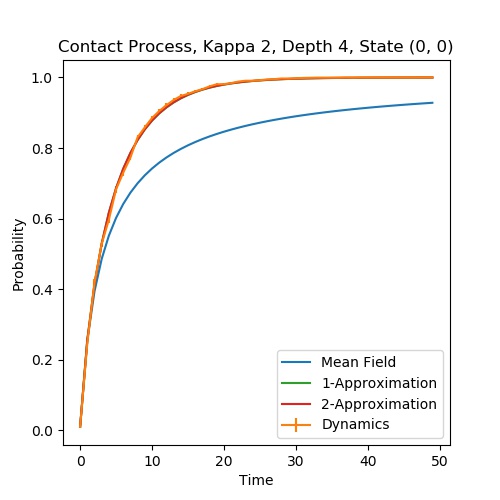 Contact Process, Kappa 2, Depth 4, State (0, 0)
1.0
0.8
0.6
0.4
0.2
0.0
Probability
0 10 20 30 40 50
Time
Mean Field
1-Approximation
2-Approximation
Dynamics